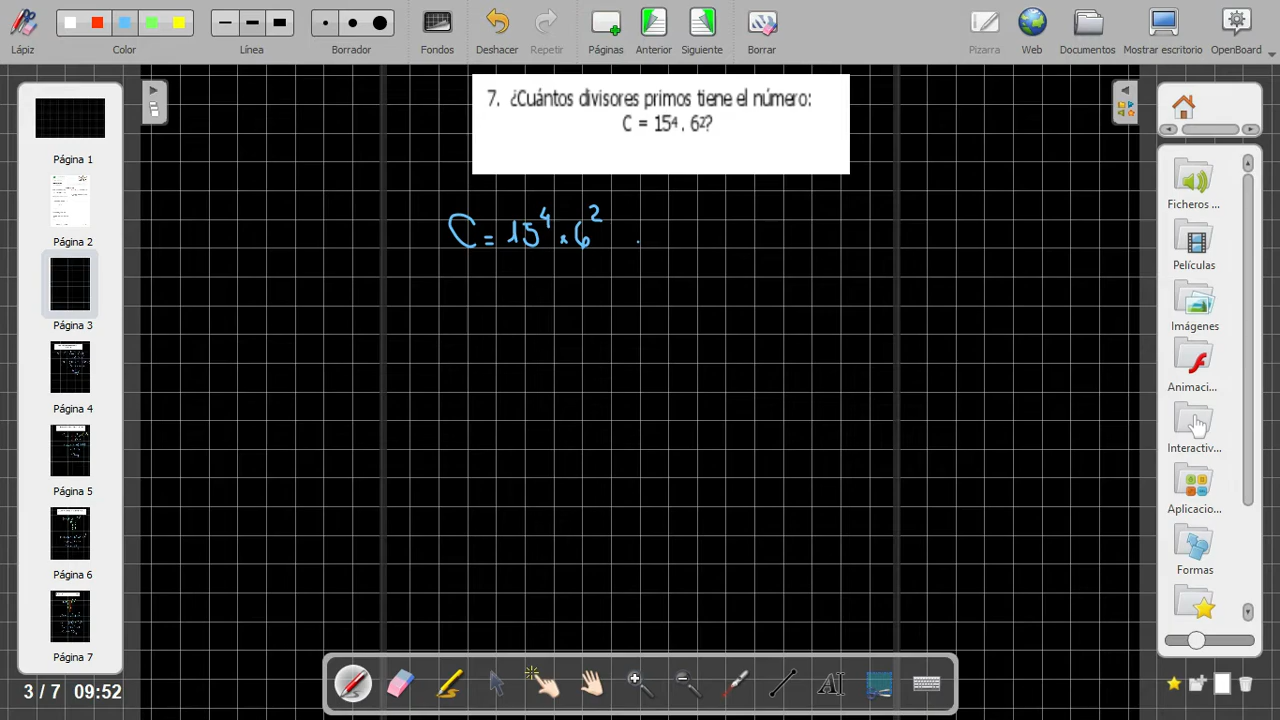 Lápiz Color Línea Borrador Fondos Deshacer Repetir Páginas Anterior Siguiente Borrar Pizarra Web Documentos Mostrar escritorio OpenBoard
7. ¿Cuántos divisores primos tiene el número:
C = 15⁴ . 6²?
C = 15⁴ . 6²
Página 1
Página 2
Página 3
Página 4
Página 5
Página 6
Página 7
3 / 7 09:52
Ficheros ...
Películas
Imágenes
Animaci...
Interactiv...
Aplicacio...
Formas
AI